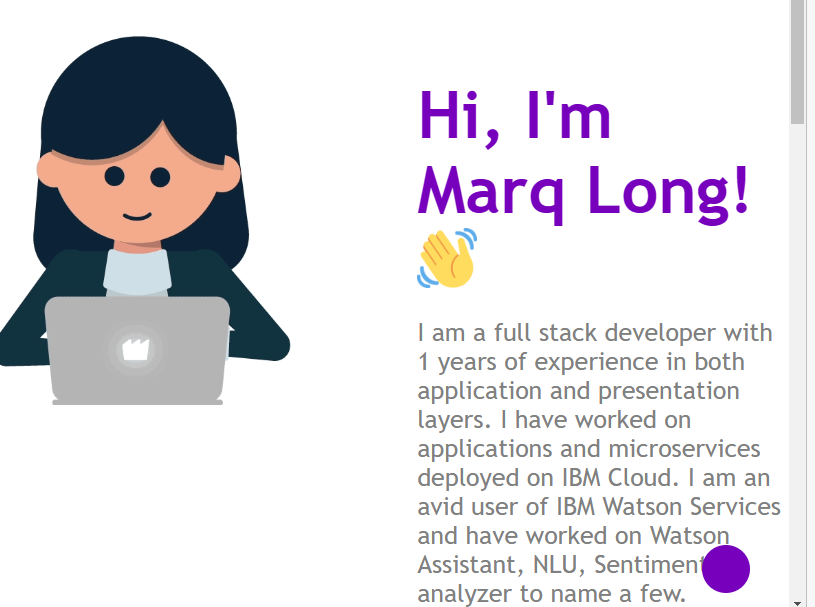 Hi, I'm
Marq Long!
I am a full stack developer with
1 years of experience in both
application and presentation
layers. I have worked on
applications and microservices
deployed on IBM Cloud. I am an
avid user of IBM Watson Services
and have worked on Watson
Assistant, NLU, Sentiment
analyzer to name a few.